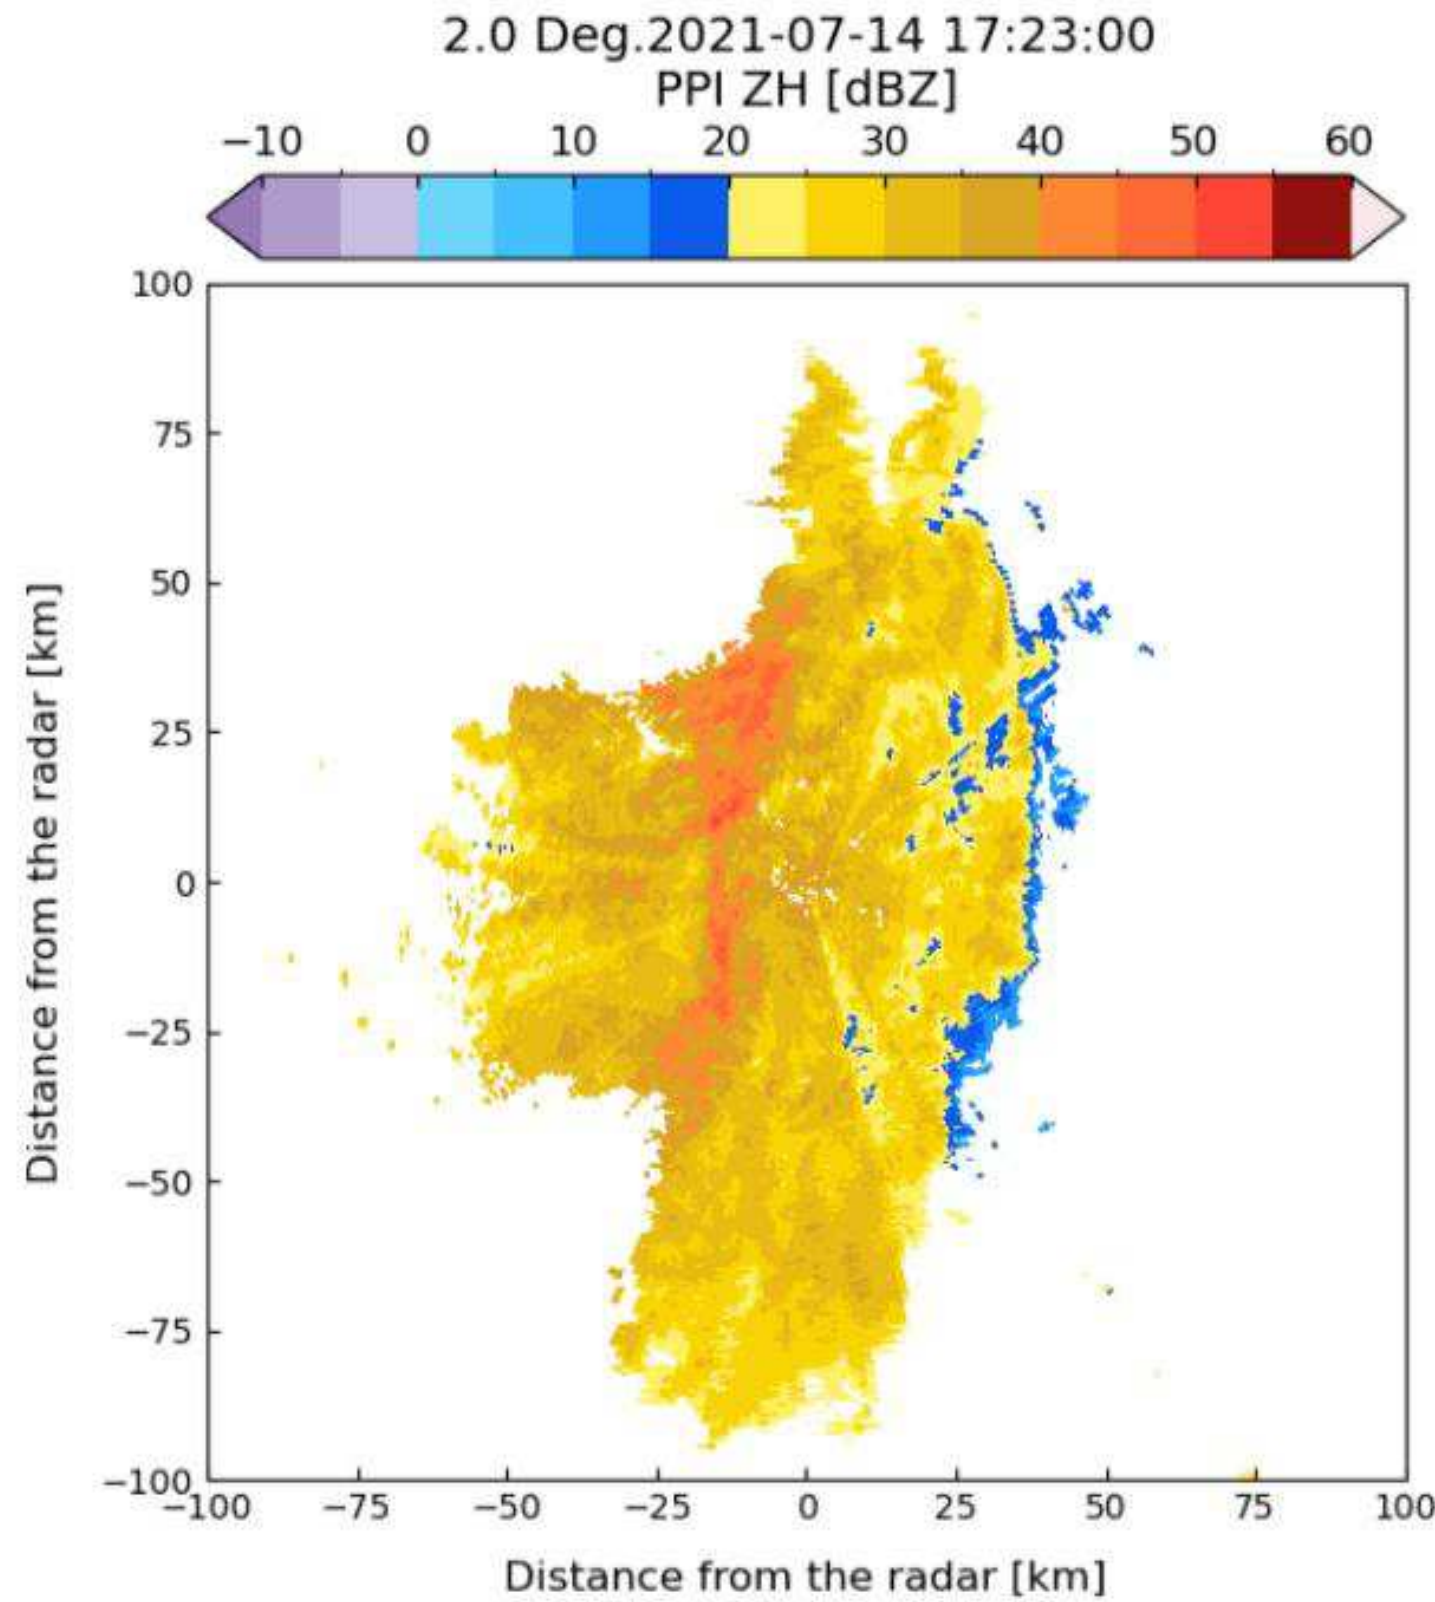 2.0 Deg.2021-07-14 17:23:00
PPI ZH [dBZ]
−10 0 10 20 30 40 50 60
100
75
50
25
0
−25
−50
−75
−100
Distance from the radar [km]
−100 −75 −50 −25 0 25 50 75 100
Distance from the radar [km]